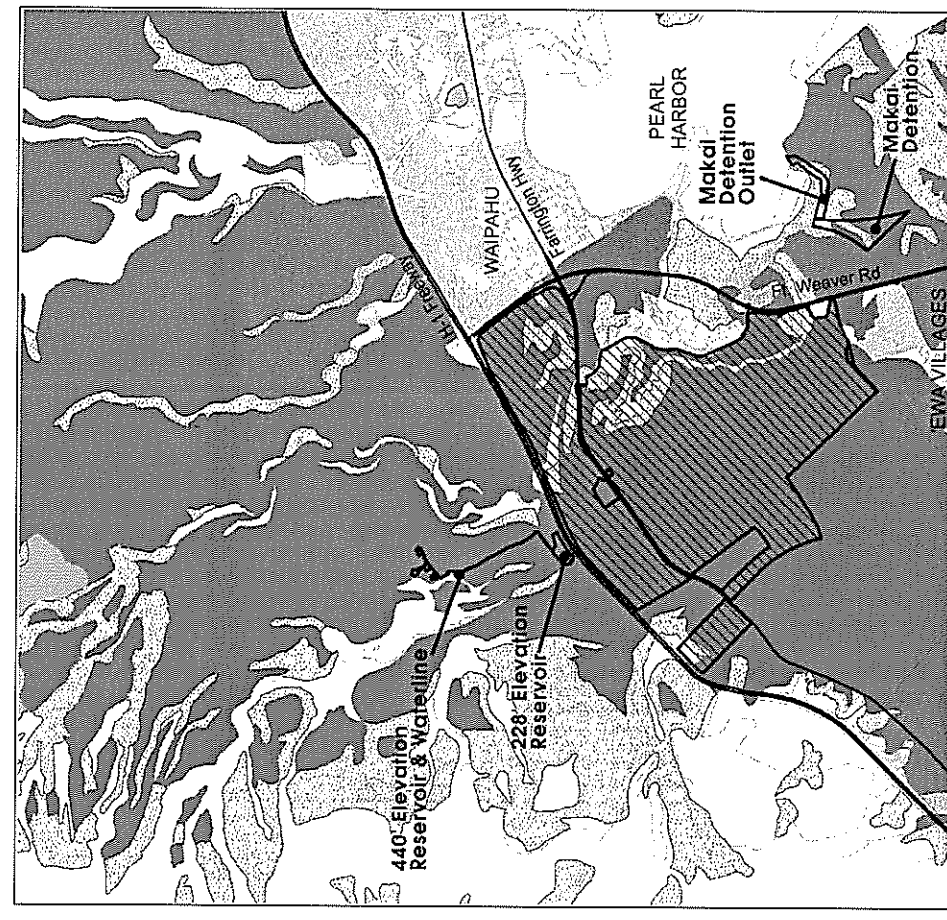 H-1 Freeway
WAIPAHU
Farrington Hwy
PEARL
HARBOR
Makai
Detention
Outlet
Makai
Detention
Ft. Weaver Rd
EWA VILLAGES
440' Elevation
Reservoir & Waterline
228' Elevation
Reservoir